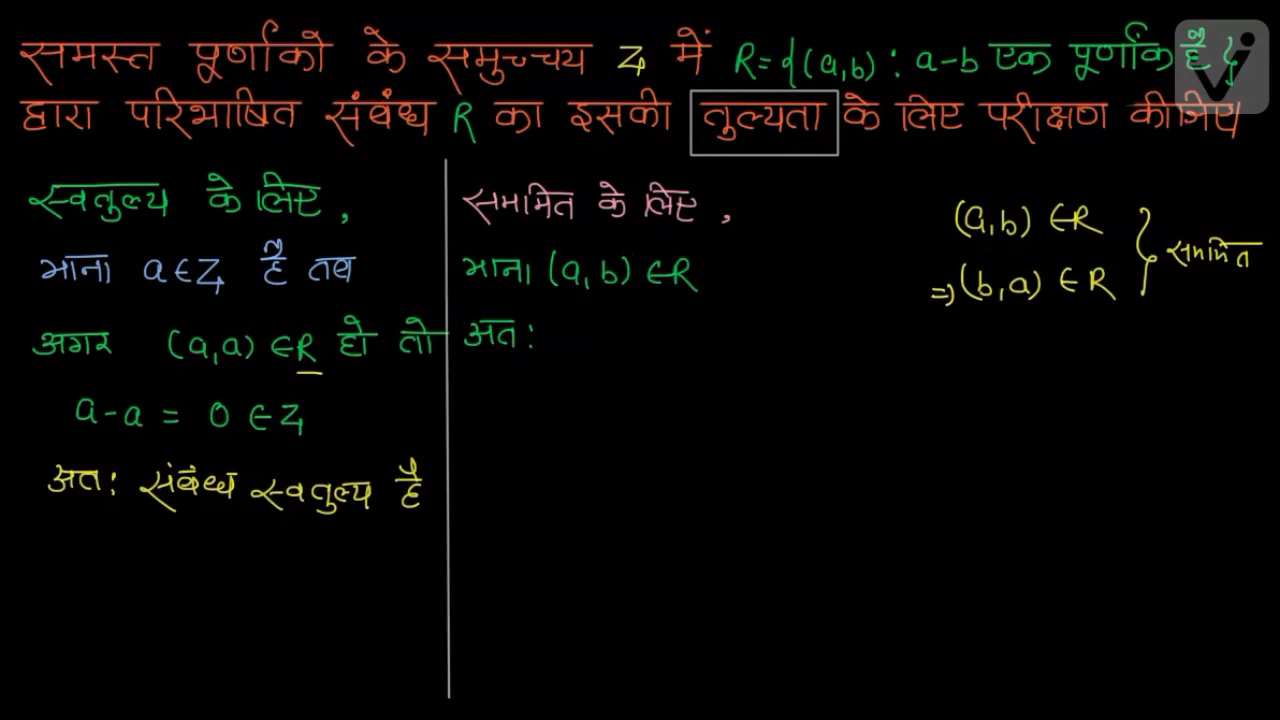 समस्त पूर्णाकों के समुच्चय Z में R = {(a,b) : a-b एक पूर्णांक है}
द्वारा परिभाषित संबंध R का इसकी तुल्यता के लिए परीक्षण कीजिए
स्वतुल्य के लिए,
माना a ∈ Z है तब
अगर (a,a) ∈ R हो तो
a-a = 0 ∈ Z
अतः संबंध स्वतुल्य है
सममित के लिए,
माना (a,b) ∈ R
अतः
(a,b) ∈ R
⇒ (b,a) ∈ R } सममित